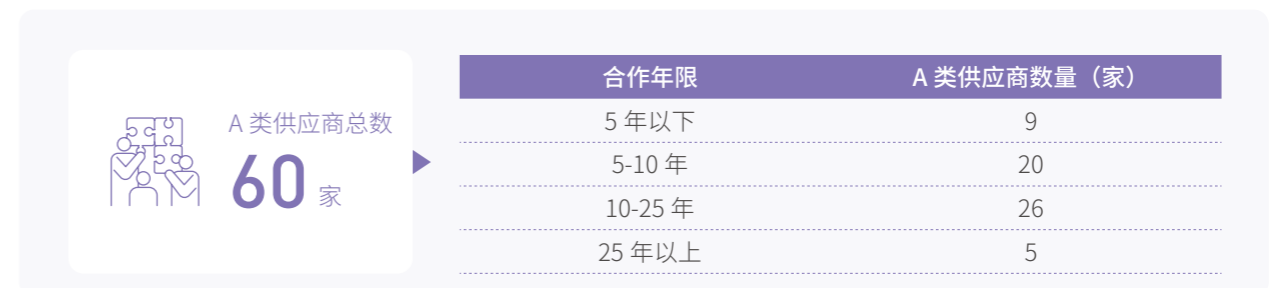 A 类供应商总数
60 家
合作年限 A 类供应商数量（家）
5 年以下 9
5-10 年 20
10-25 年 26
25 年以上 5